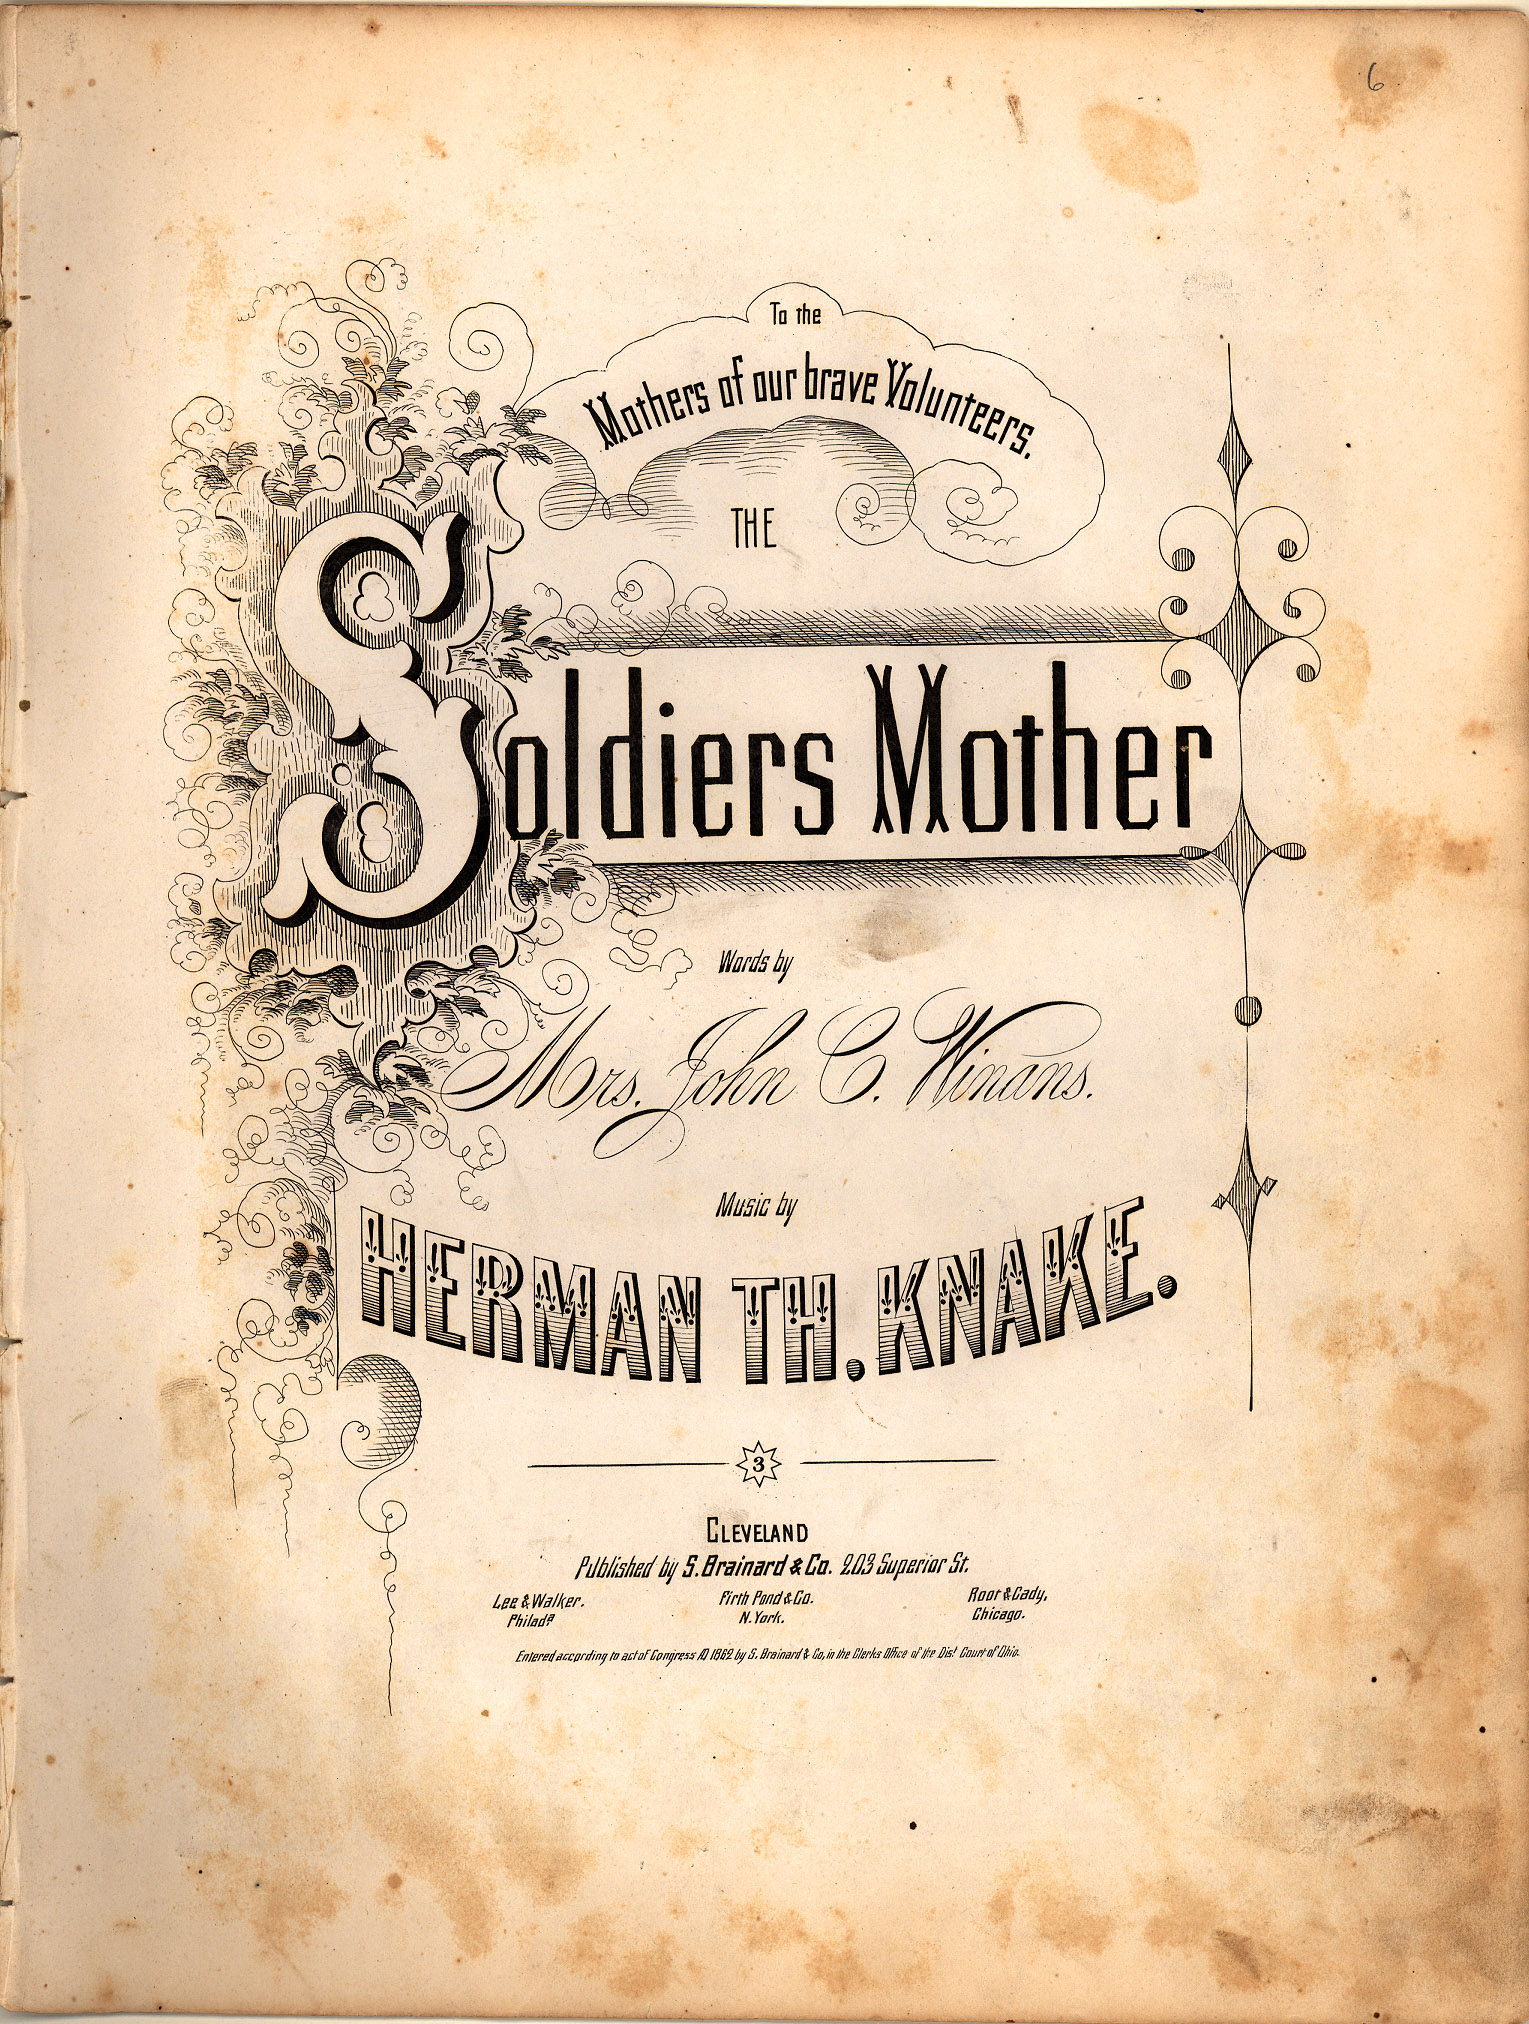 6
To the
Mothers of our brave Volunteers.
THE
Soldiers Mother
Words by
Mrs. John C. Winans.
Music by
HERMAN TH. KNAKE.
3
CLEVELAND
Published by S. Brainard & Co. 203 Superior St.
Lee & Walker. Firth Pond & Co. Root & Cady,
Philada N. York. Chicago.
Entered according to act of Congress AD 1862 by S. Brainard & Co, in the Clerks Office of the Dist Court of Ohio.